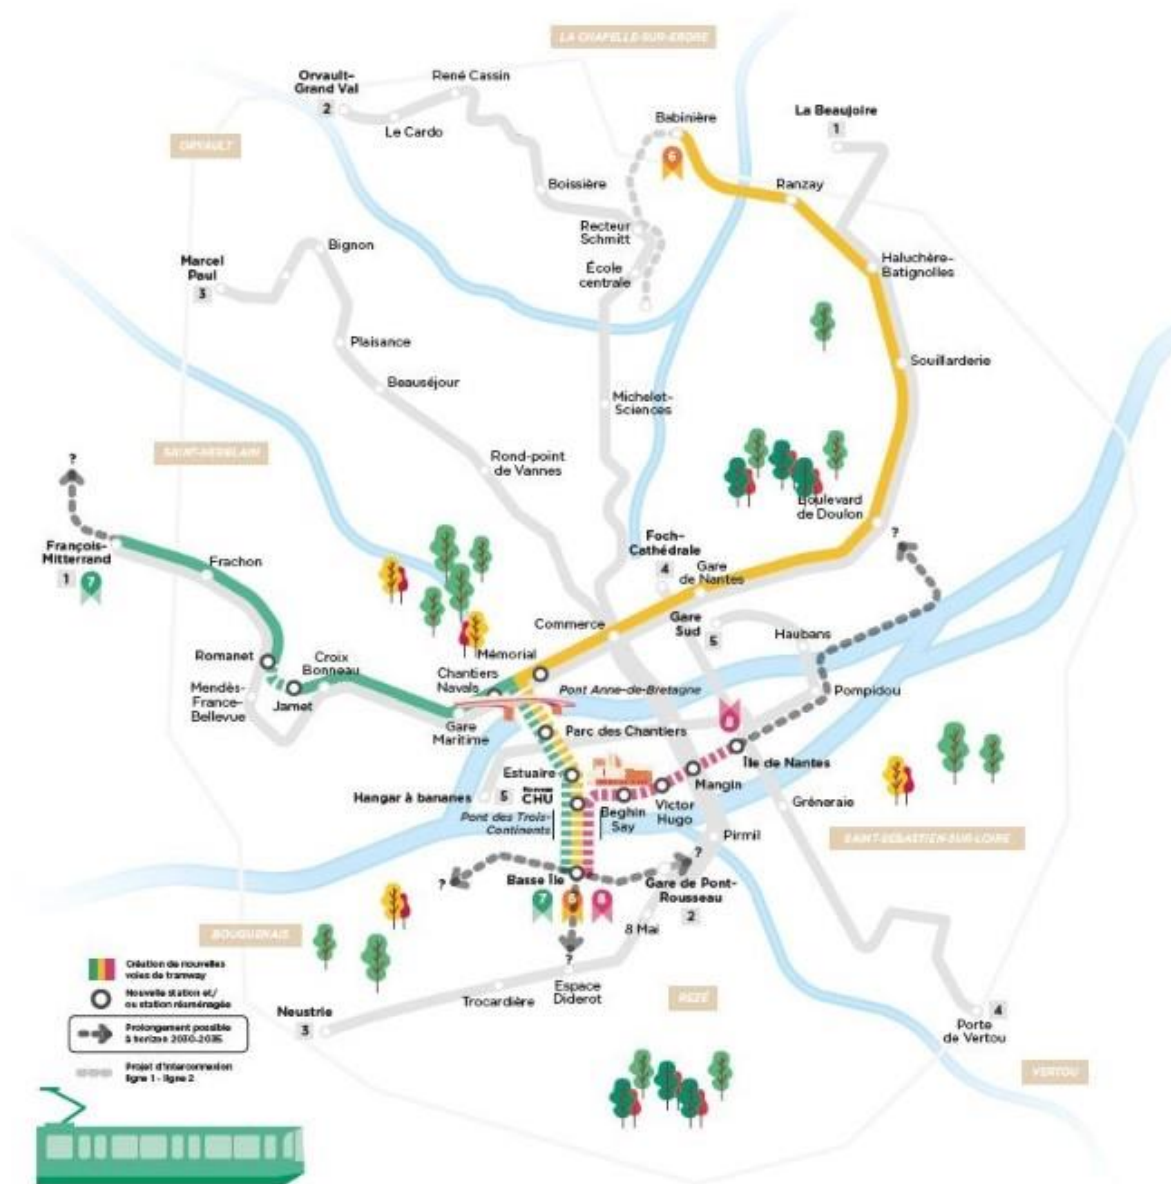 LA CHAPELLE-SUR-ERDRE
Orvault-
Grand Val
2
René Cassin
Le Cardo
Babinière
6
La Beaujoire
1
ORVAULT
Boissière
Ranzay
Recteur
Schmitt
École
centrale
Bignon
Marcel
Paul
3
Haluchère-
Batignolles
Plaisance
Beauséjour
Souillarderie
Michelet-
Sciences
SAINT-HERBLAIN
Rond-point
de Vannes
?
Boulevard
de Doulon
?
François-
Mitterrand
1
7
Frachon
Foch-
Cathédrale
4
Gare
de Nantes
Gare
Sud
5
Commerce
Haubans
Mémorial
Romanet
Croix
Bonneau
Chantiers
Navals
Mendès-
France-
Bellevue
Jamet
Pont Anne-de-Bretagne
Pompidou
Gare
Maritime
8
Parc des Chantiers
Île de Nantes
Estuaire
Mangin
Hangar à bananes
5
CHU
Beghin
Say
Victor
Hugo
Grèneraie
Pont des Trois-
Continents
Pirmil
SAINT-SÉBASTIEN-SUR-LOIRE
?
?
Basse Île
7
6
8
Gare de Pont-
Rousseau
2
8 Mai
BOUGUENAIS
?
Espace
Diderot
Trocardière
REZÉ
Neustrie
3
4
Porte
de Vertou
VERTOU
Création de nouvelles
voies de tramway
Nouvelle station et/
ou station réaménagée
Prolongement possible
à horizon 2030-2035
Projet d'interconnexion
ligne 1 - ligne 2